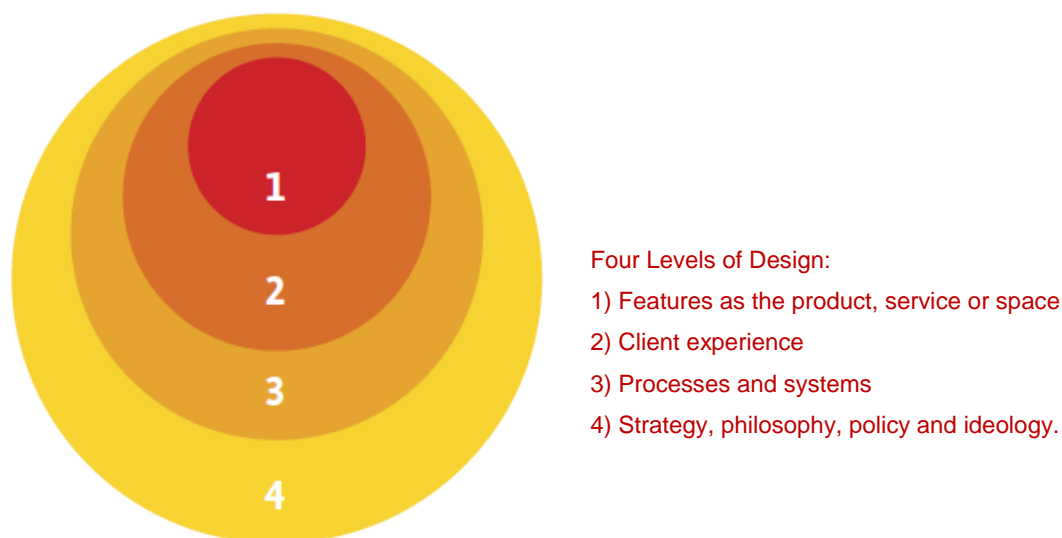 1
2
3
4
Four Levels of Design:
1) Features as the product, service or space
2) Client experience
3) Processes and systems
4) Strategy, philosophy, policy and ideology.